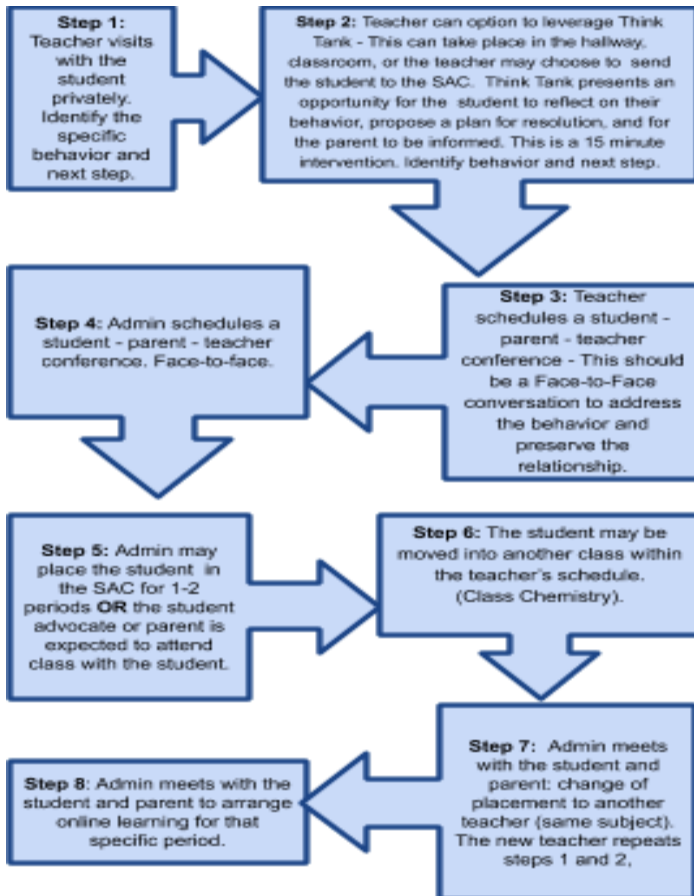 Step 1:
Teacher visits
with the
student
privately.
Identify the
specific
behavior and
next step.
Step 2: Teacher can option to leverage Think
Tank - This can take place in the hallway,
classroom, or the teacher may choose to send
the student to the SAC. Think Tank presents an
opportunity for the student to reflect on their
behavior, propose a plan for resolution, and for
the parent to be informed. This is a 15 minute
intervention. Identify behavior and next step.
Step 3: Teacher
schedules a student -
parent - teacher
conference - This should
be a Face-to-Face
conversation to address
the behavior and
preserve the
relationship.
Step 4: Admin schedules a
student - parent - teacher
conference. Face-to-face.
Step 5: Admin may
place the student in
the SAC for 1-2
periods OR the student
advocate or parent is
expected to attend
class with the student.
Step 6: The student may be
moved into another class within
the teacher's schedule.
(Class Chemistry).
Step 7: Admin meets
with the student and
parent: change of
placement to another
teacher (same subject).
The new teacher repeats
steps 1 and 2,
Step 8: Admin meets with the
student and parent to arrange
online learning for that
specific period.